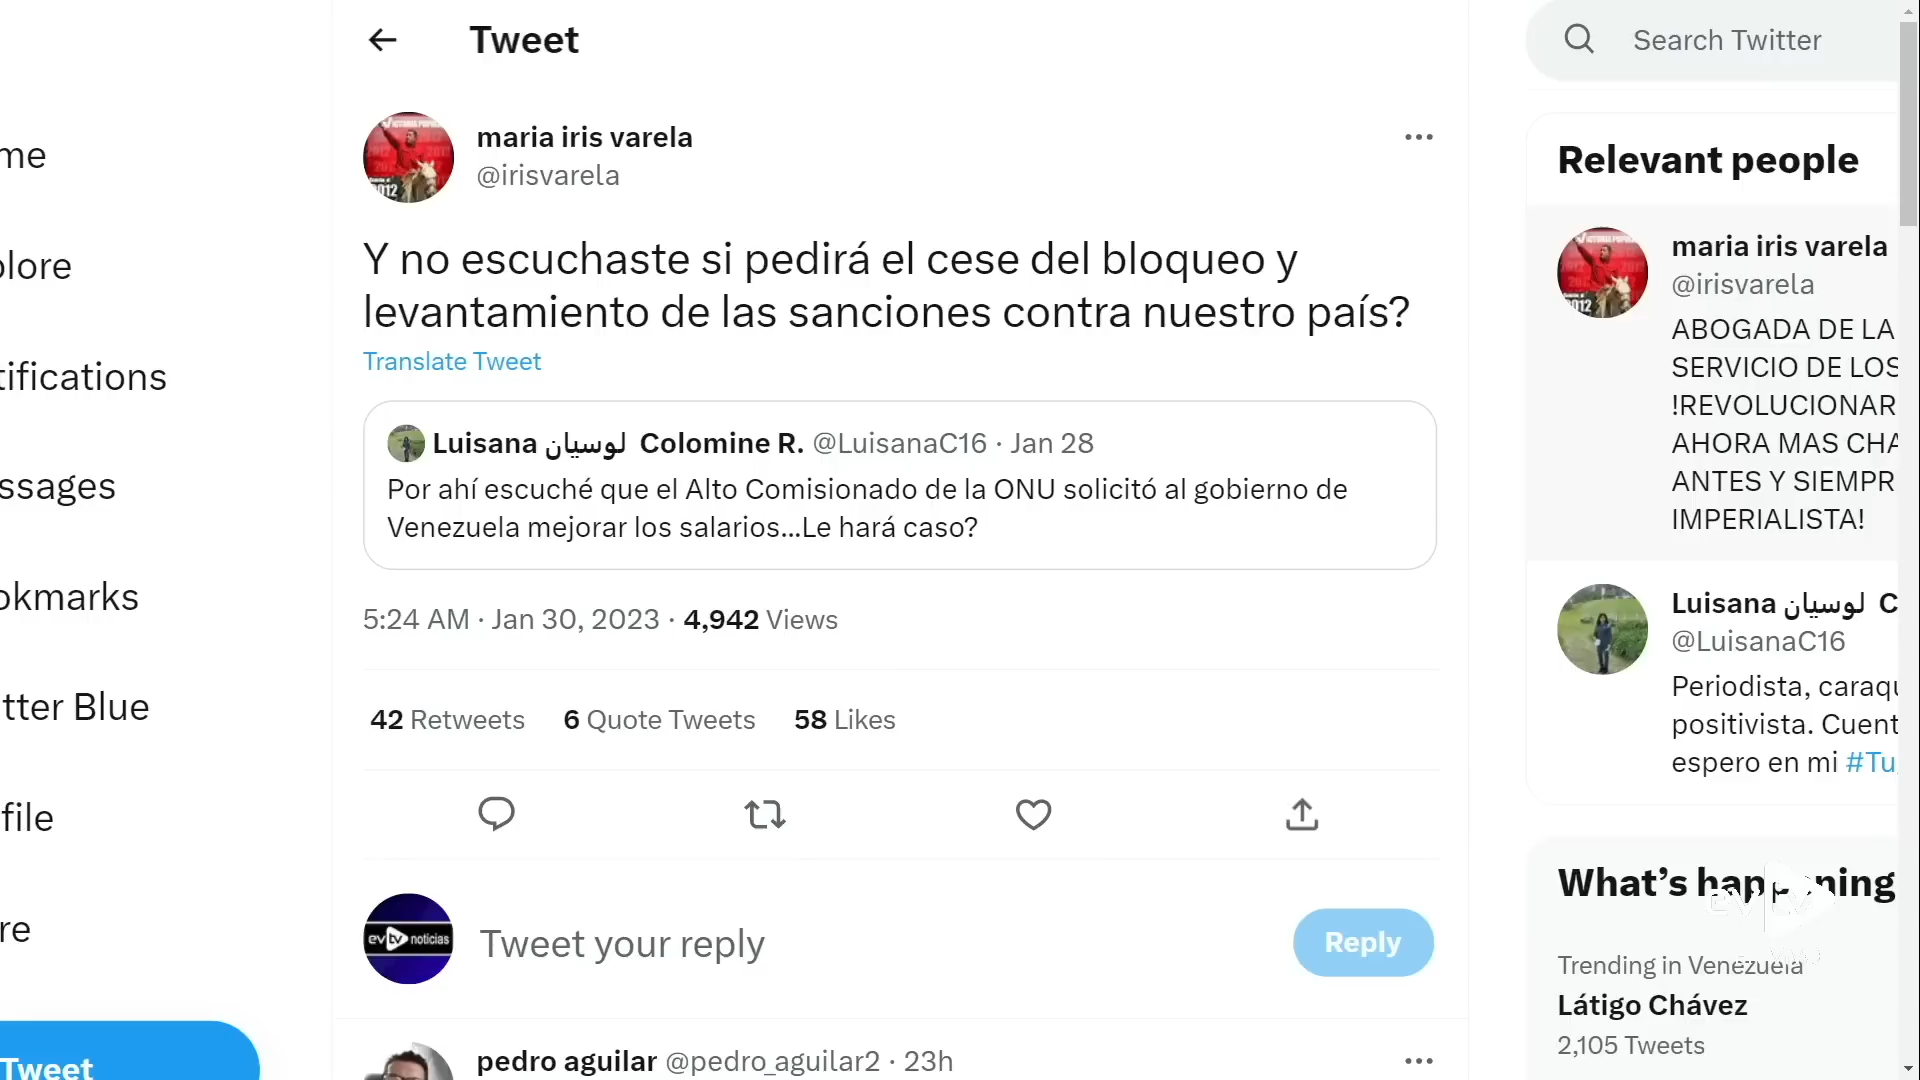 Tweet
Search Twitter
maria iris varela
@irisvarela
Y no escuchaste si pedirá el cese del bloqueo y
levantamiento de las sanciones contra nuestro país?
Translate Tweet
Luisana لوسيان Colomine R. @LuisanaC16 · Jan 28
Por ahí escuché que el Alto Comisionado de la ONU solicitó al gobierno de
Venezuela mejorar los salarios...Le hará caso?
5:24 AM · Jan 30, 2023 · 4,942 Views
42 Retweets 6 Quote Tweets 58 Likes
evtv noticias
Tweet your reply
Reply
pedro aguilar @pedro_aguilar2 · 23h
me
plore
tifications
ssages
okmarks
tter Blue
file
re
Tweet
Relevant people
maria iris varela
@irisvarela
ABOGADA DE LA
SERVICIO DE LOS
!REVOLUCIONAR
AHORA MAS CHA
ANTES Y SIEMPR
IMPERIALISTA!
Luisana لوسيان C
@LuisanaC16
Periodista, caraqu
positivista. Cuent
espero en mi #Tu
What's happening
Trending in Venezuela
Látigo Chávez
2,105 Tweets